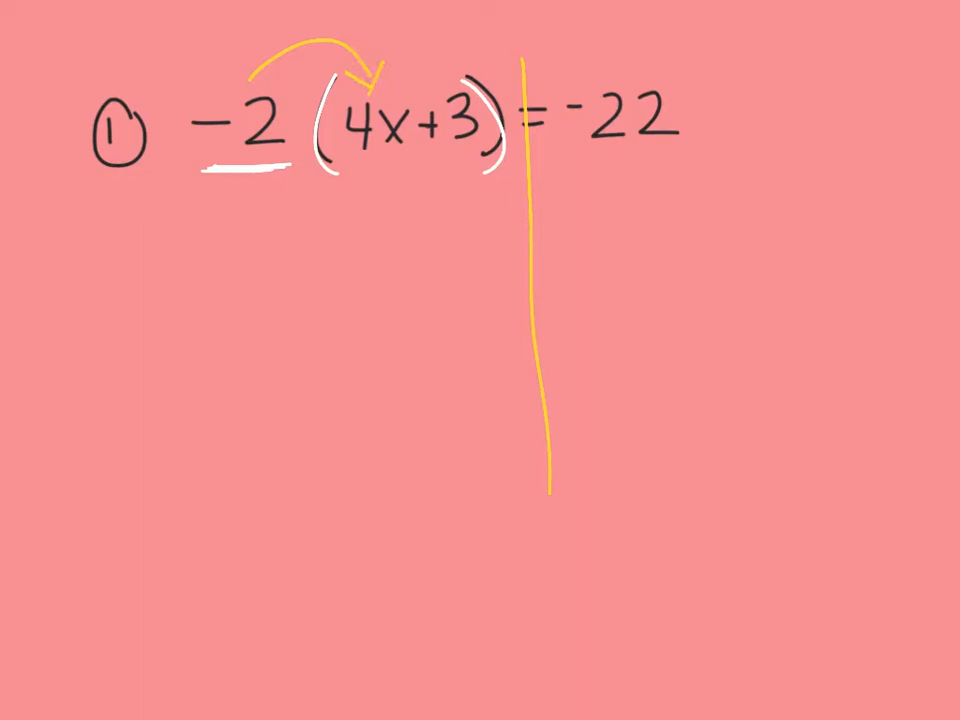 ① -2 (4x+3) = -22